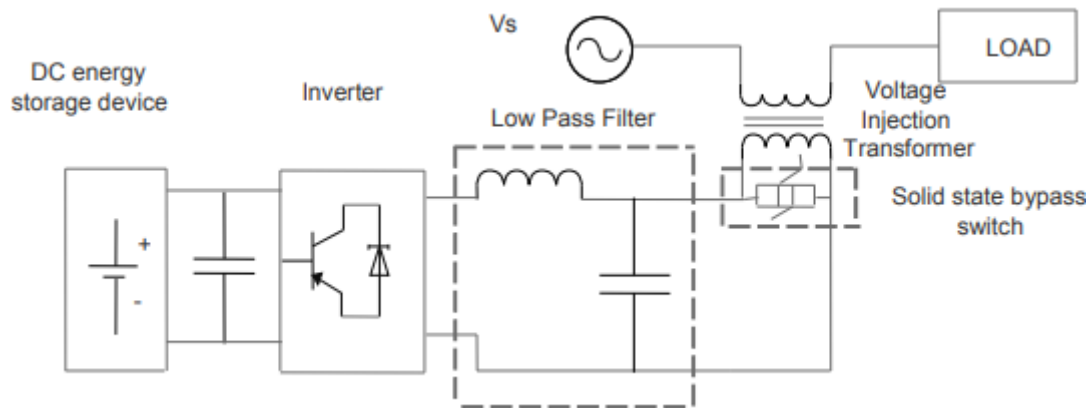 Vs
LOAD
DC energy
storage device
Inverter
Low Pass Filter
Voltage
Injection
Transformer
Solid state bypass
switch
+
-